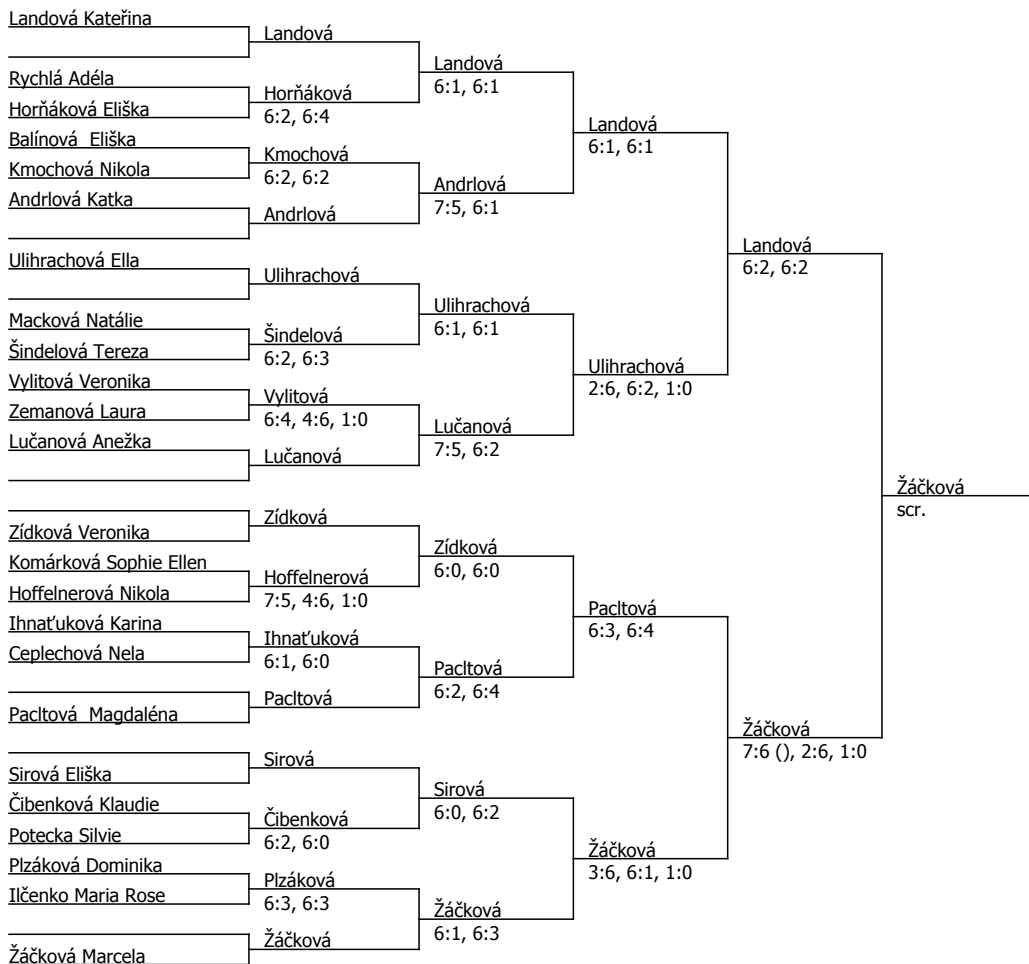 Landová Kateřina
Rychlá Adéla
Horňáková Eliška
Balínová  Eliška
Kmochová Nikola
Andrlová Katka
Ulihrachová Ella
Macková Natálie
Šindelová Tereza
Vylitová Veronika
Zemanová Laura
Lučanová Anežka
Zídková Veronika
Komárková Sophie Ellen
Hoffelnerová Nikola
Ihnaťuková Karina
Ceplechová Nela
Pacltová  Magdaléna
Sirová Eliška
Čibenková Klaudie
Potecka Silvie
Plzáková Dominika
Ilčenko Maria Rose
Žáčková Marcela
Landová
Horňáková
6:2, 6:4
Kmochová
6:2, 6:2
Andrlová
Ulihrachová
Šindelová
6:2, 6:3
Vylitová
6:4, 4:6, 1:0
Lučanová
Zídková
Hoffelnerová
7:5, 4:6, 1:0
Ihnaťuková
6:1, 6:0
Pacltová
Sirová
Čibenková
6:2, 6:0
Plzáková
6:3, 6:3
Žáčková
Landová
6:1, 6:1
Andrlová
7:5, 6:1
Ulihrachová
6:1, 6:1
Lučanová
7:5, 6:2
Zídková
6:0, 6:0
Pacltová
6:2, 6:4
Sirová
6:0, 6:2
Žáčková
6:1, 6:3
Landová
6:1, 6:1
Ulihrachová
2:6, 6:2, 1:0
Pacltová
6:3, 6:4
Žáčková
3:6, 6:1, 1:0
Landová
6:2, 6:2
Žáčková
7:6 (), 2:6, 1:0
Žáčková
scr.